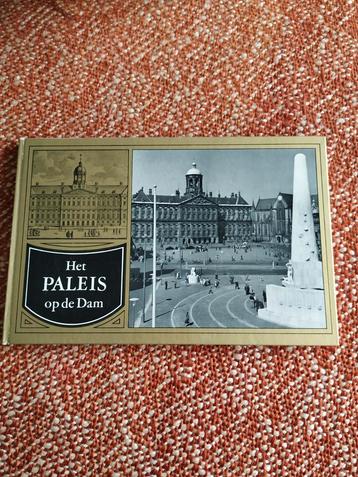 Het
PALEIS
op de Dam